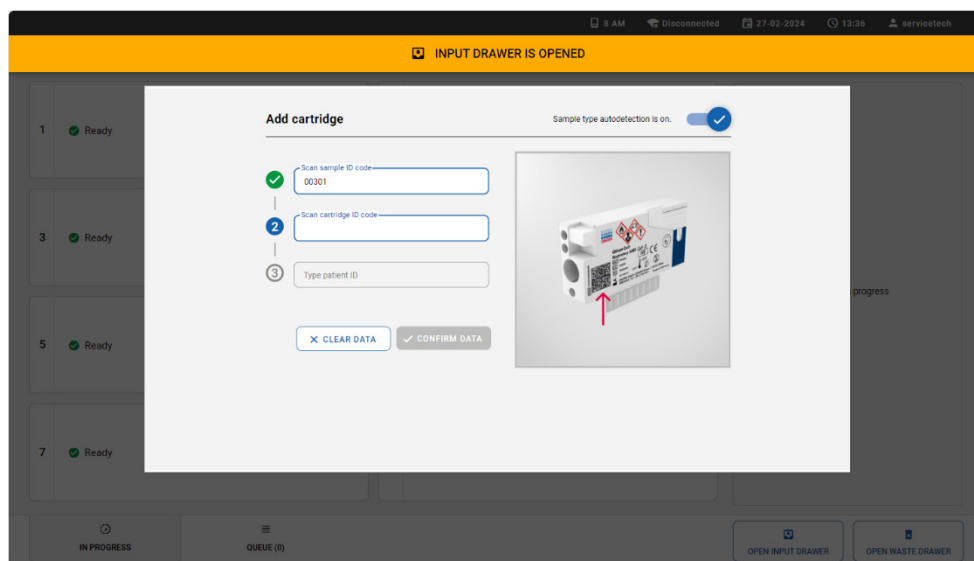 8 AM Disconnected 27-02-2024 13:36 servicetech
INPUT DRAWER IS OPENED
Add cartridge
Sample type autodetection is on.
1 Ready
Scan sample ID code
00301
Scan cartridge ID code
2
3 Ready
3 Type patient ID
progress
CLEAR DATA CONFIRM DATA
5 Ready
7 Ready
IN PROGRESS
QUEUE (0)
OPEN INPUT DRAWER
OPEN WASTE DRAWER